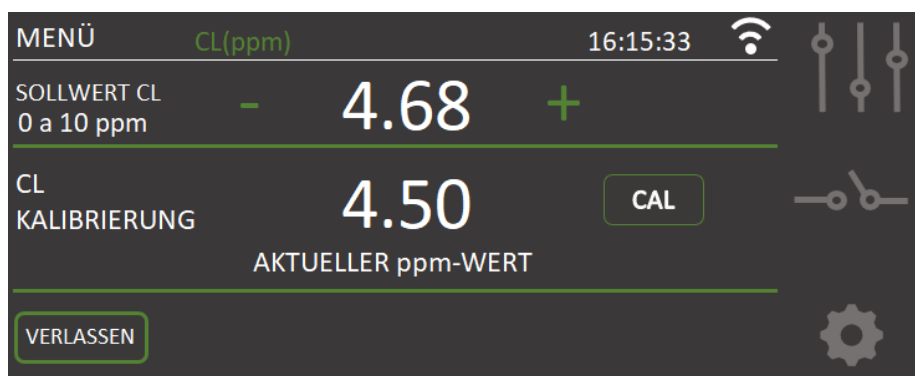 MENÜ CL(ppm) 16:15:33
SOLLWERT CL
0 a 10 ppm
- 4.68 +
CL
KALIBRIERUNG
4.50 CAL
AKTUELLER ppm-WERT
VERLASSEN